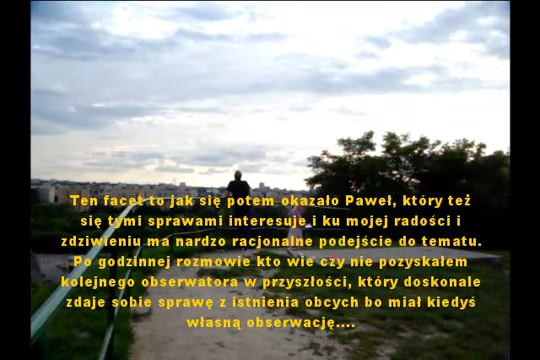 Ten facet to jak się potem okazało Paweł, który też
się tymi sprawami interesuje i ku mojej radości i
zdziwieniu ma nardzo racjonalne podejście do tematu.
Po godzinnej rozmowie kto wie czy nie pozyskałem
kolejnego obserwatora w przyszłości, który doskonale
zdaje sobie sprawę z istnienia obcych bo miał kiedyś
własną obserwację....